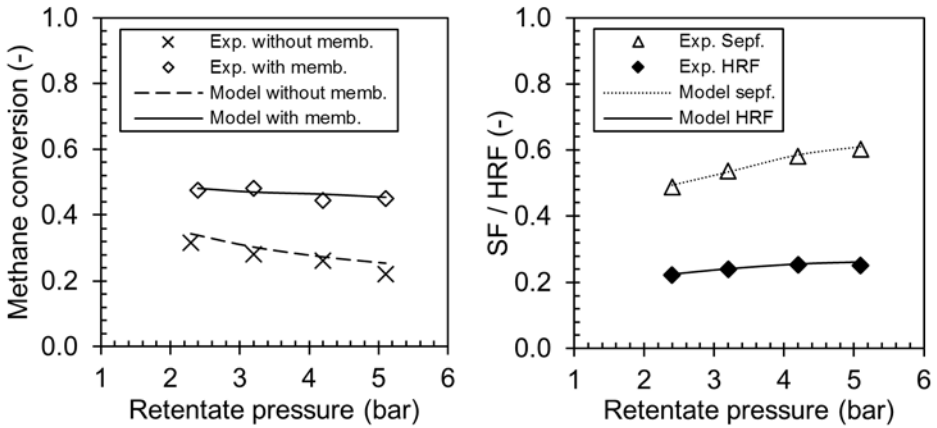 Methane conversion (-)
1.0
0.8
0.6
0.4
0.2
0.0
Exp. without memb.
Exp. with memb.
Model without memb.
Model with memb.
1 2 3 4 5 6
Retentate pressure (bar)
SF / HRF (-)
1.0
0.8
0.6
0.4
0.2
0.0
Exp. Sepf.
Exp. HRF
Model sepf.
Model HRF
1 2 3 4 5 6
Retentate pressure (bar)